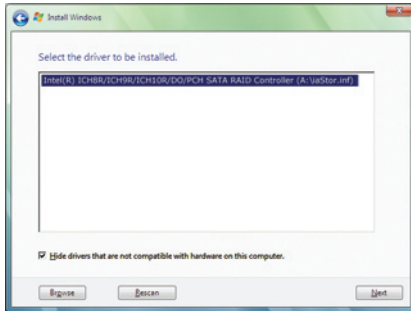 Install Windows
Select the driver to be installed.
Intel(R) ICH8R/ICH9R/ICH10R/DO/PCH SATA RAID Controller (A:\iaStor.inf)
Hide drivers that are not compatible with hardware on this computer.
Browse
Rescan
Next